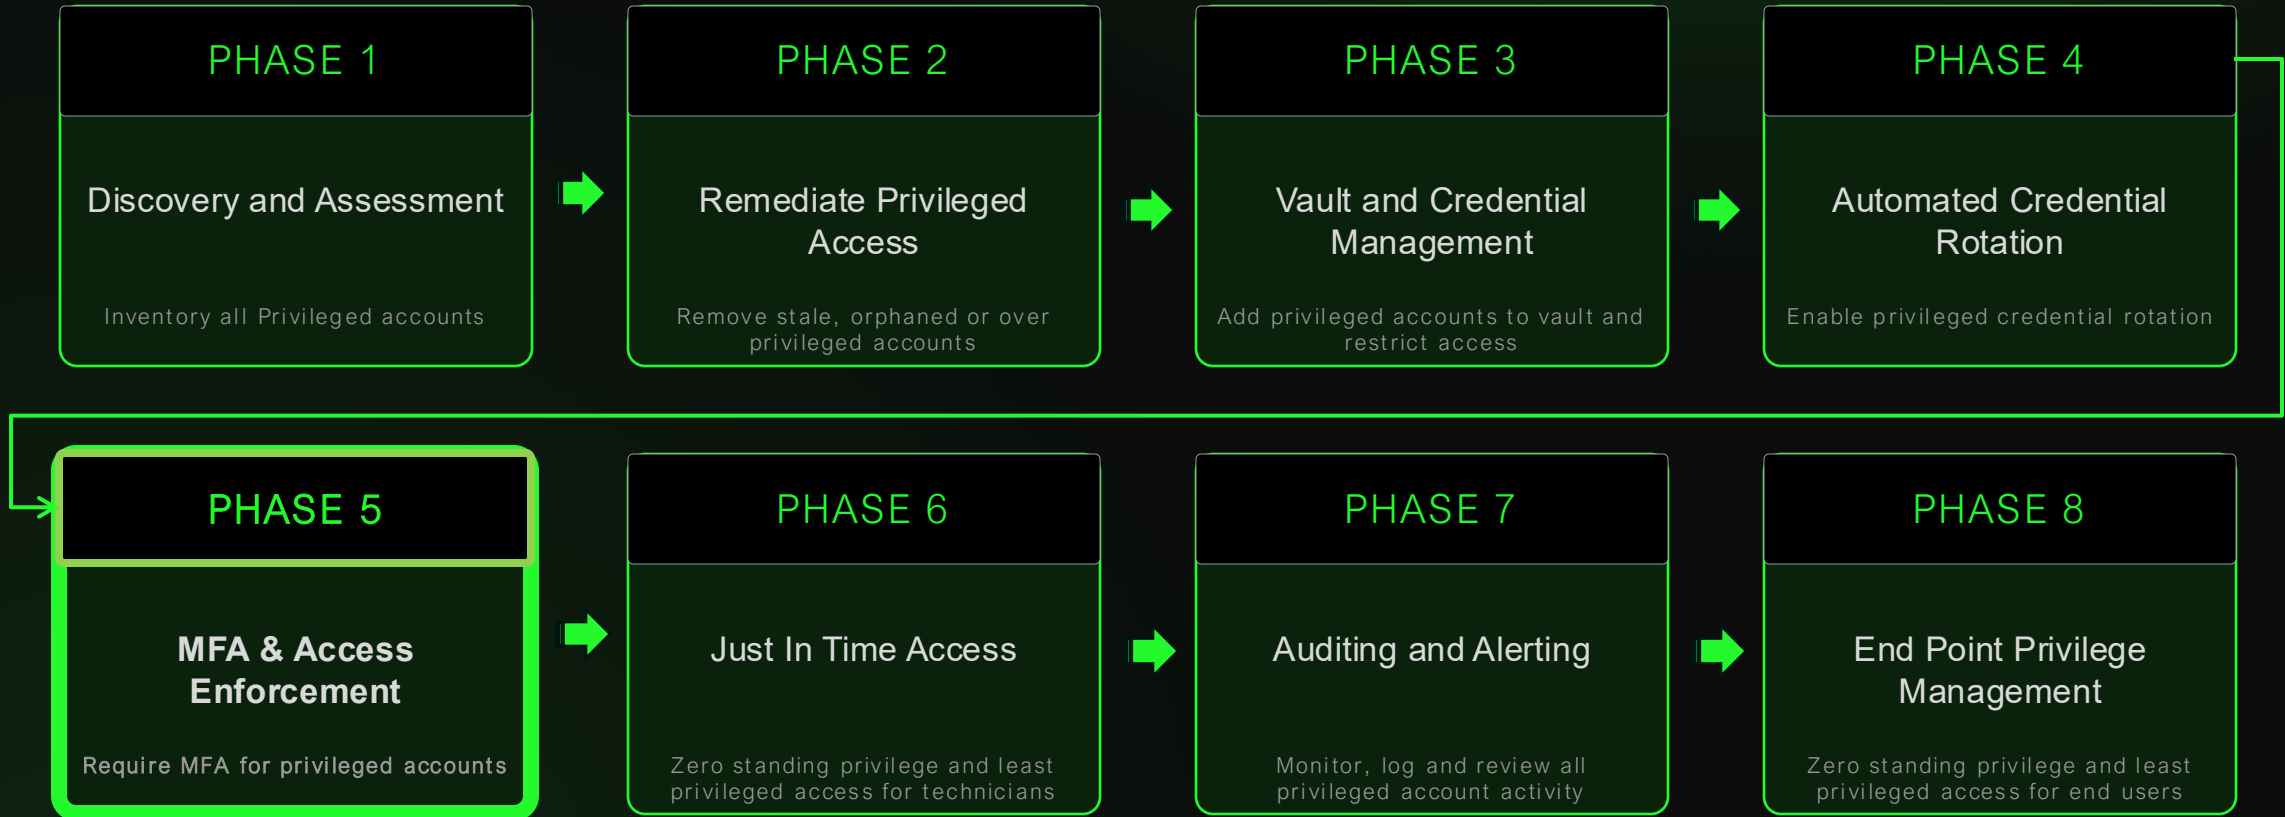 PHASE 1
Discovery and Assessment
Inventory all Privileged accounts
PHASE 2
Remediate Privileged
Access
Remove stale, orphaned or over
privileged accounts
PHASE 3
Vault and Credential
Management
Add privileged accounts to vault and
restrict access
PHASE 4
Automated Credential
Rotation
Enable privileged credential rotation
PHASE 5
MFA & Access
Enforcement
Require MFA for privileged accounts
PHASE 6
Just In Time Access
Zero standing privilege and least
privileged access for technicians
PHASE 7
Auditing and Alerting
Monitor, log and review all
privileged account activity
PHASE 8
End Point Privilege
Management
Zero standing privilege and least
privileged access for end users